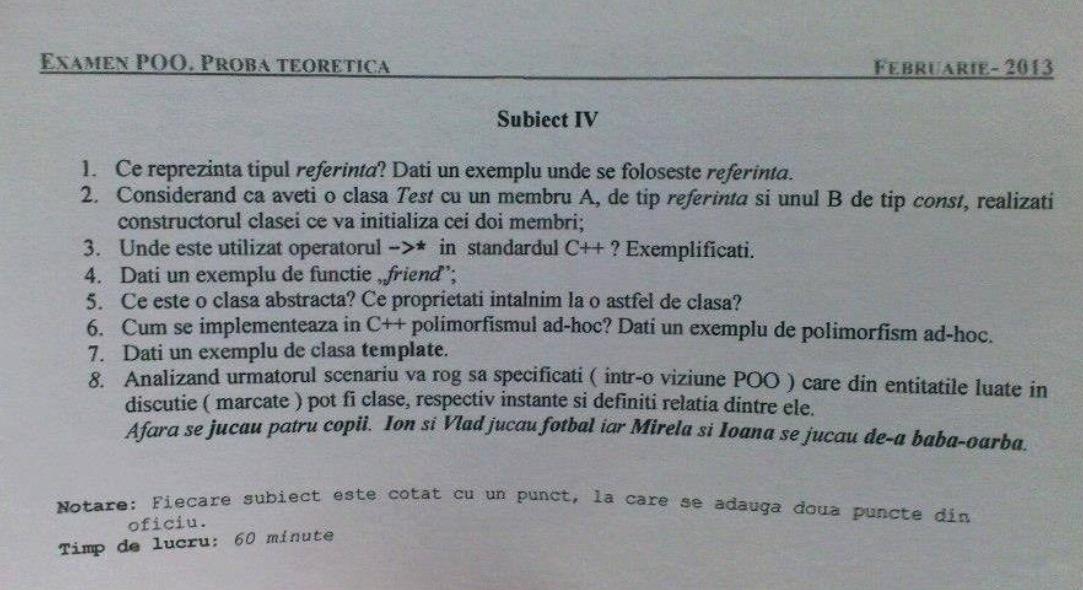 EXAMEN POO. PROBA TEORETICA FEBRUARIE- 2013
Subiect IV
1. Ce reprezinta tipul referinta? Dati un exemplu unde se foloseste referinta.
2. Considerand ca aveti o clasa Test cu un membru A, de tip referinta si unul B de tip const, realizati
constructorul clasei ce va initializa cei doi membri;
3. Unde este utilizat operatorul ->* in standardul C++ ? Exemplificati.
4. Dati un exemplu de functie „friend”;
5. Ce este o clasa abstracta? Ce proprietati intalnim la o astfel de clasa?
6. Cum se implementeaza in C++ polimorfismul ad-hoc? Dati un exemplu de polimorfism ad-hoc.
7. Dati un exemplu de clasa template.
8. Analizand urmatorul scenariu va rog sa specificati ( intr-o viziune POO ) care din entitatile luate in
discutie ( marcate ) pot fi clase, respectiv instante si definiti relatia dintre ele.
Afara se jucau patru copii. Ion si Vlad jucau fotbal iar Mirela si Ioana se jucau de-a baba-oarba.
Notare: Fiecare subiect este cotat cu un punct, la care se adauga doua puncte din
oficiu.
Timp de lucru: 60 minute